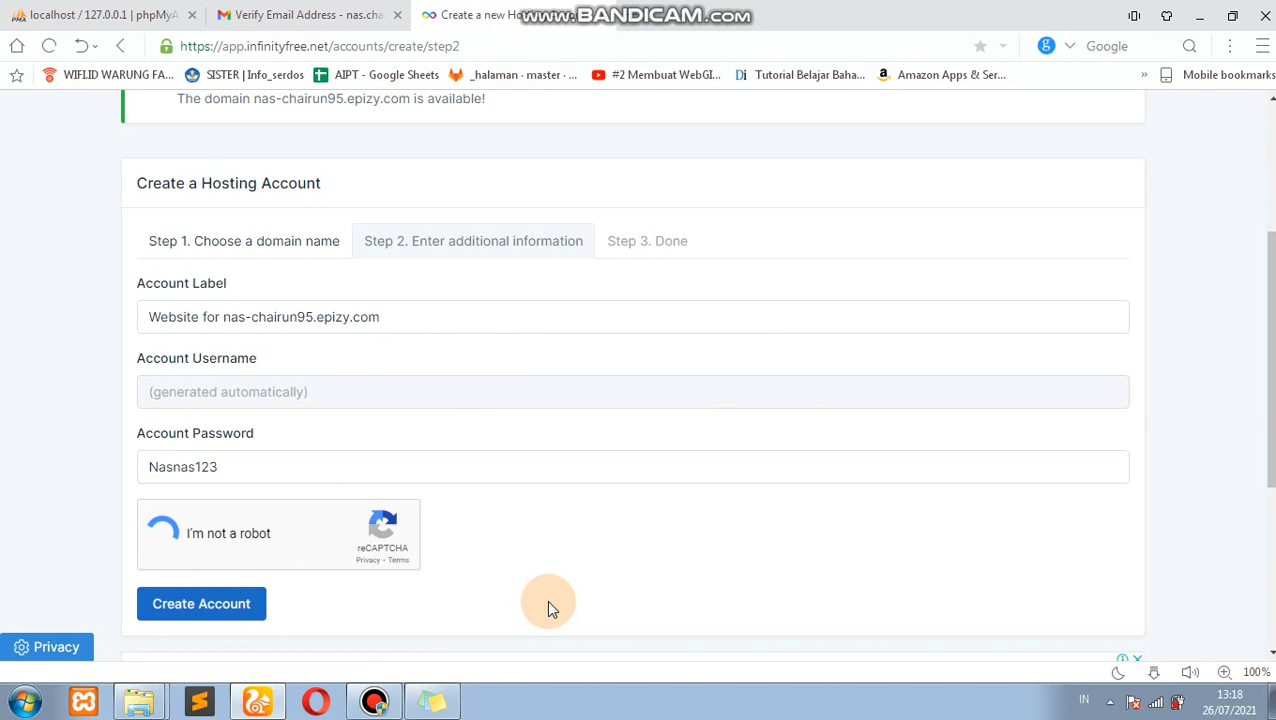 localhost / 127.0.0.1 | phpMyA
Verify Email Address - nas.cha
Create a new Ho
www.BANDICAM.com
https://app.infinityfree.net/accounts/create/step2
Google
WIFI.ID WARUNG FA...
SISTER | Info_serdos
AIPT - Google Sheets
_halaman · master · ...
#2 Membuat WebGI...
Tutorial Belajar Baha...
Amazon Apps & Ser...
»
Mobile bookmarks
The domain nas-chairun95.epizy.com is available!
Create a Hosting Account
Step 1. Choose a domain name
Step 2. Enter additional information
Step 3. Done
Account Label
Website for nas-chairun95.epizy.com
Account Username
(generated automatically)
Account Password
Nasnas123
I'm not a robot
reCAPTCHA
Privacy - Terms
Create Account
Privacy
100%
IN
13:18
26/07/2021